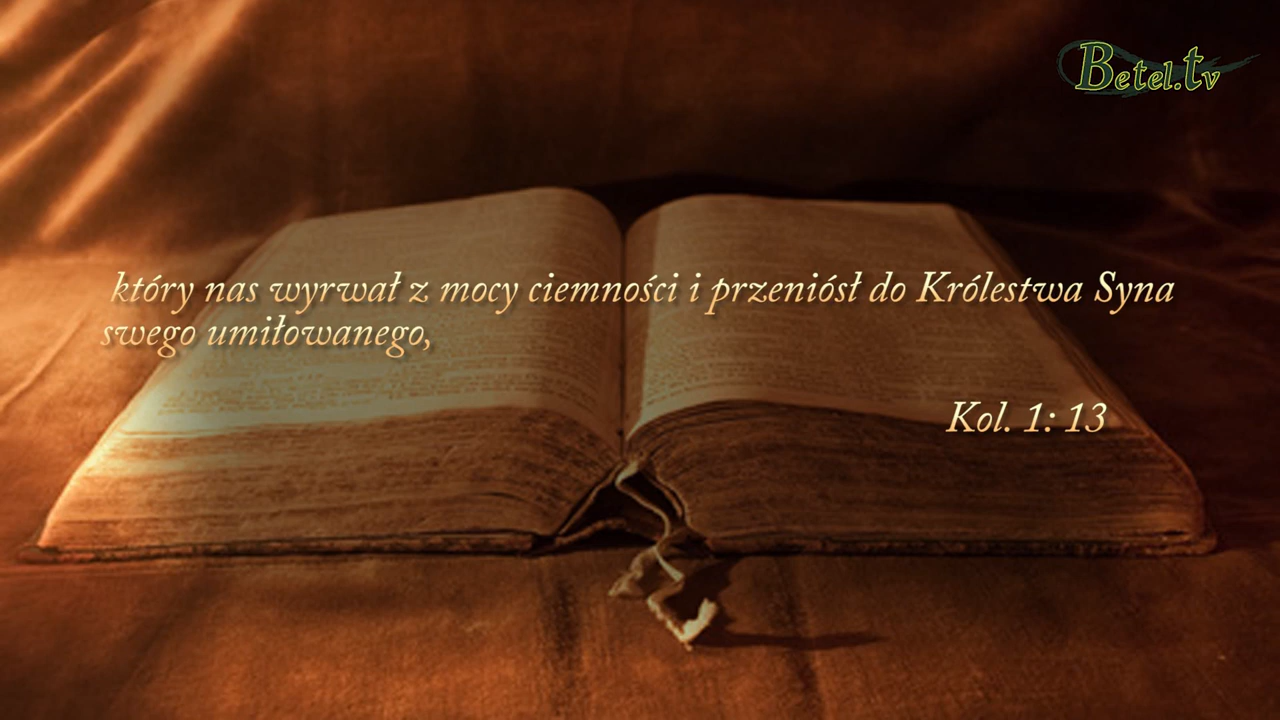 Betel.tv
który nas wyrwał z mocy ciemności i przeniósł do Królestwa Syna
swego umiłowanego,
Kol. 1: 13